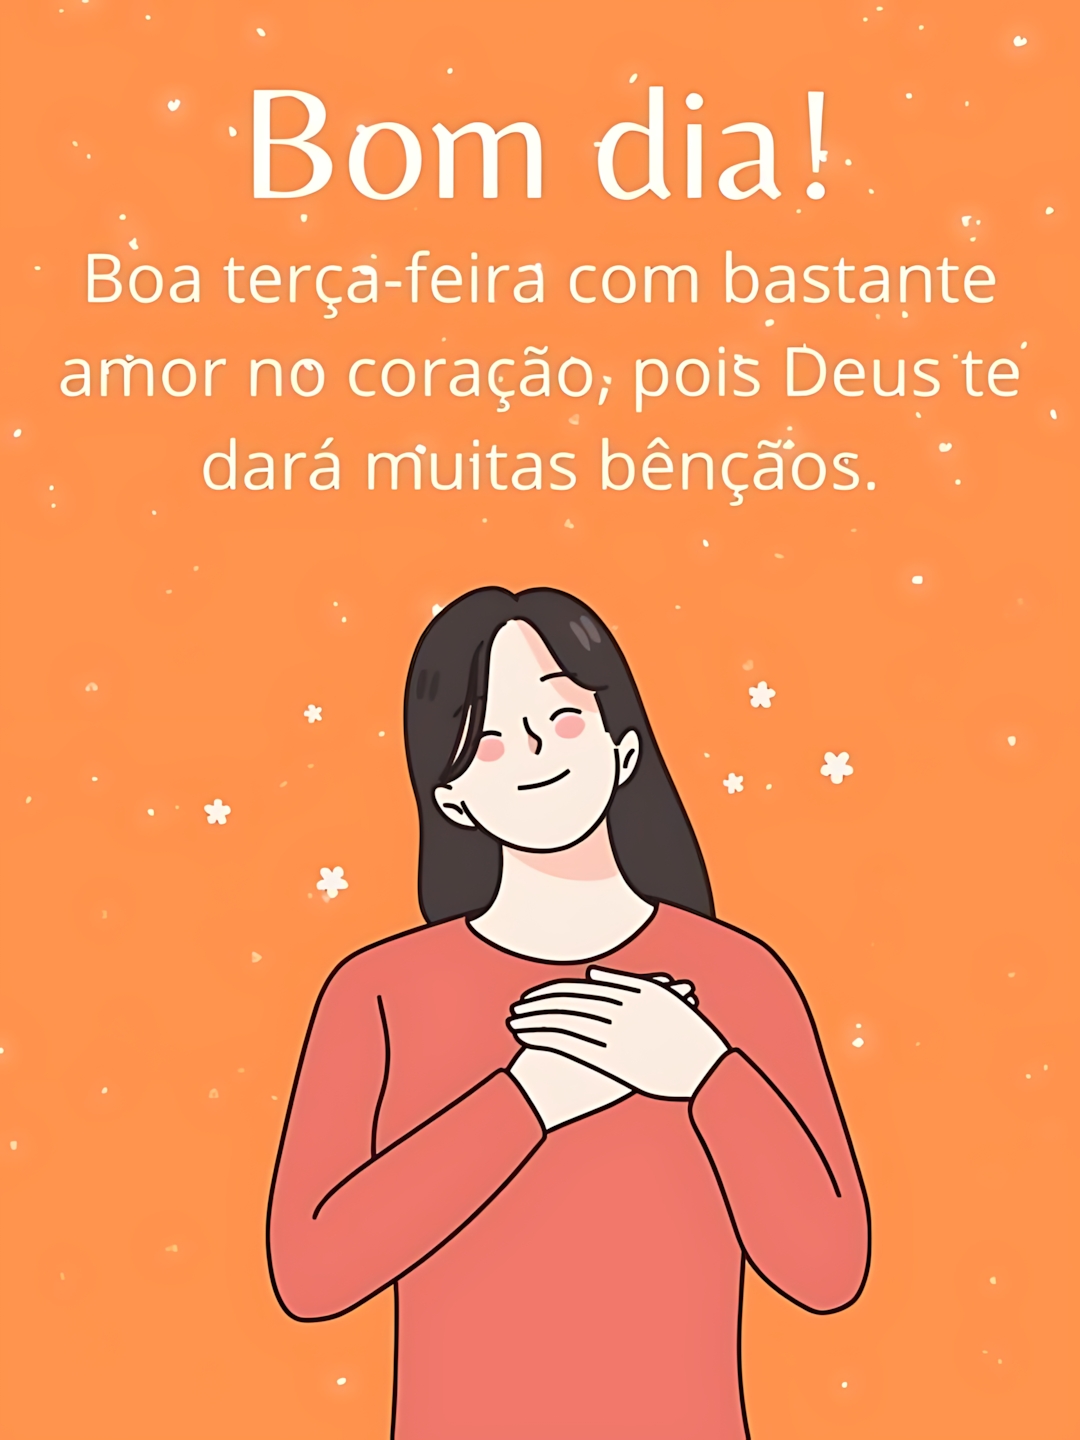 Bom dia!
Boa terça-feira com bastante
amor no coração, pois Deus te
dará muitas bênçãos.